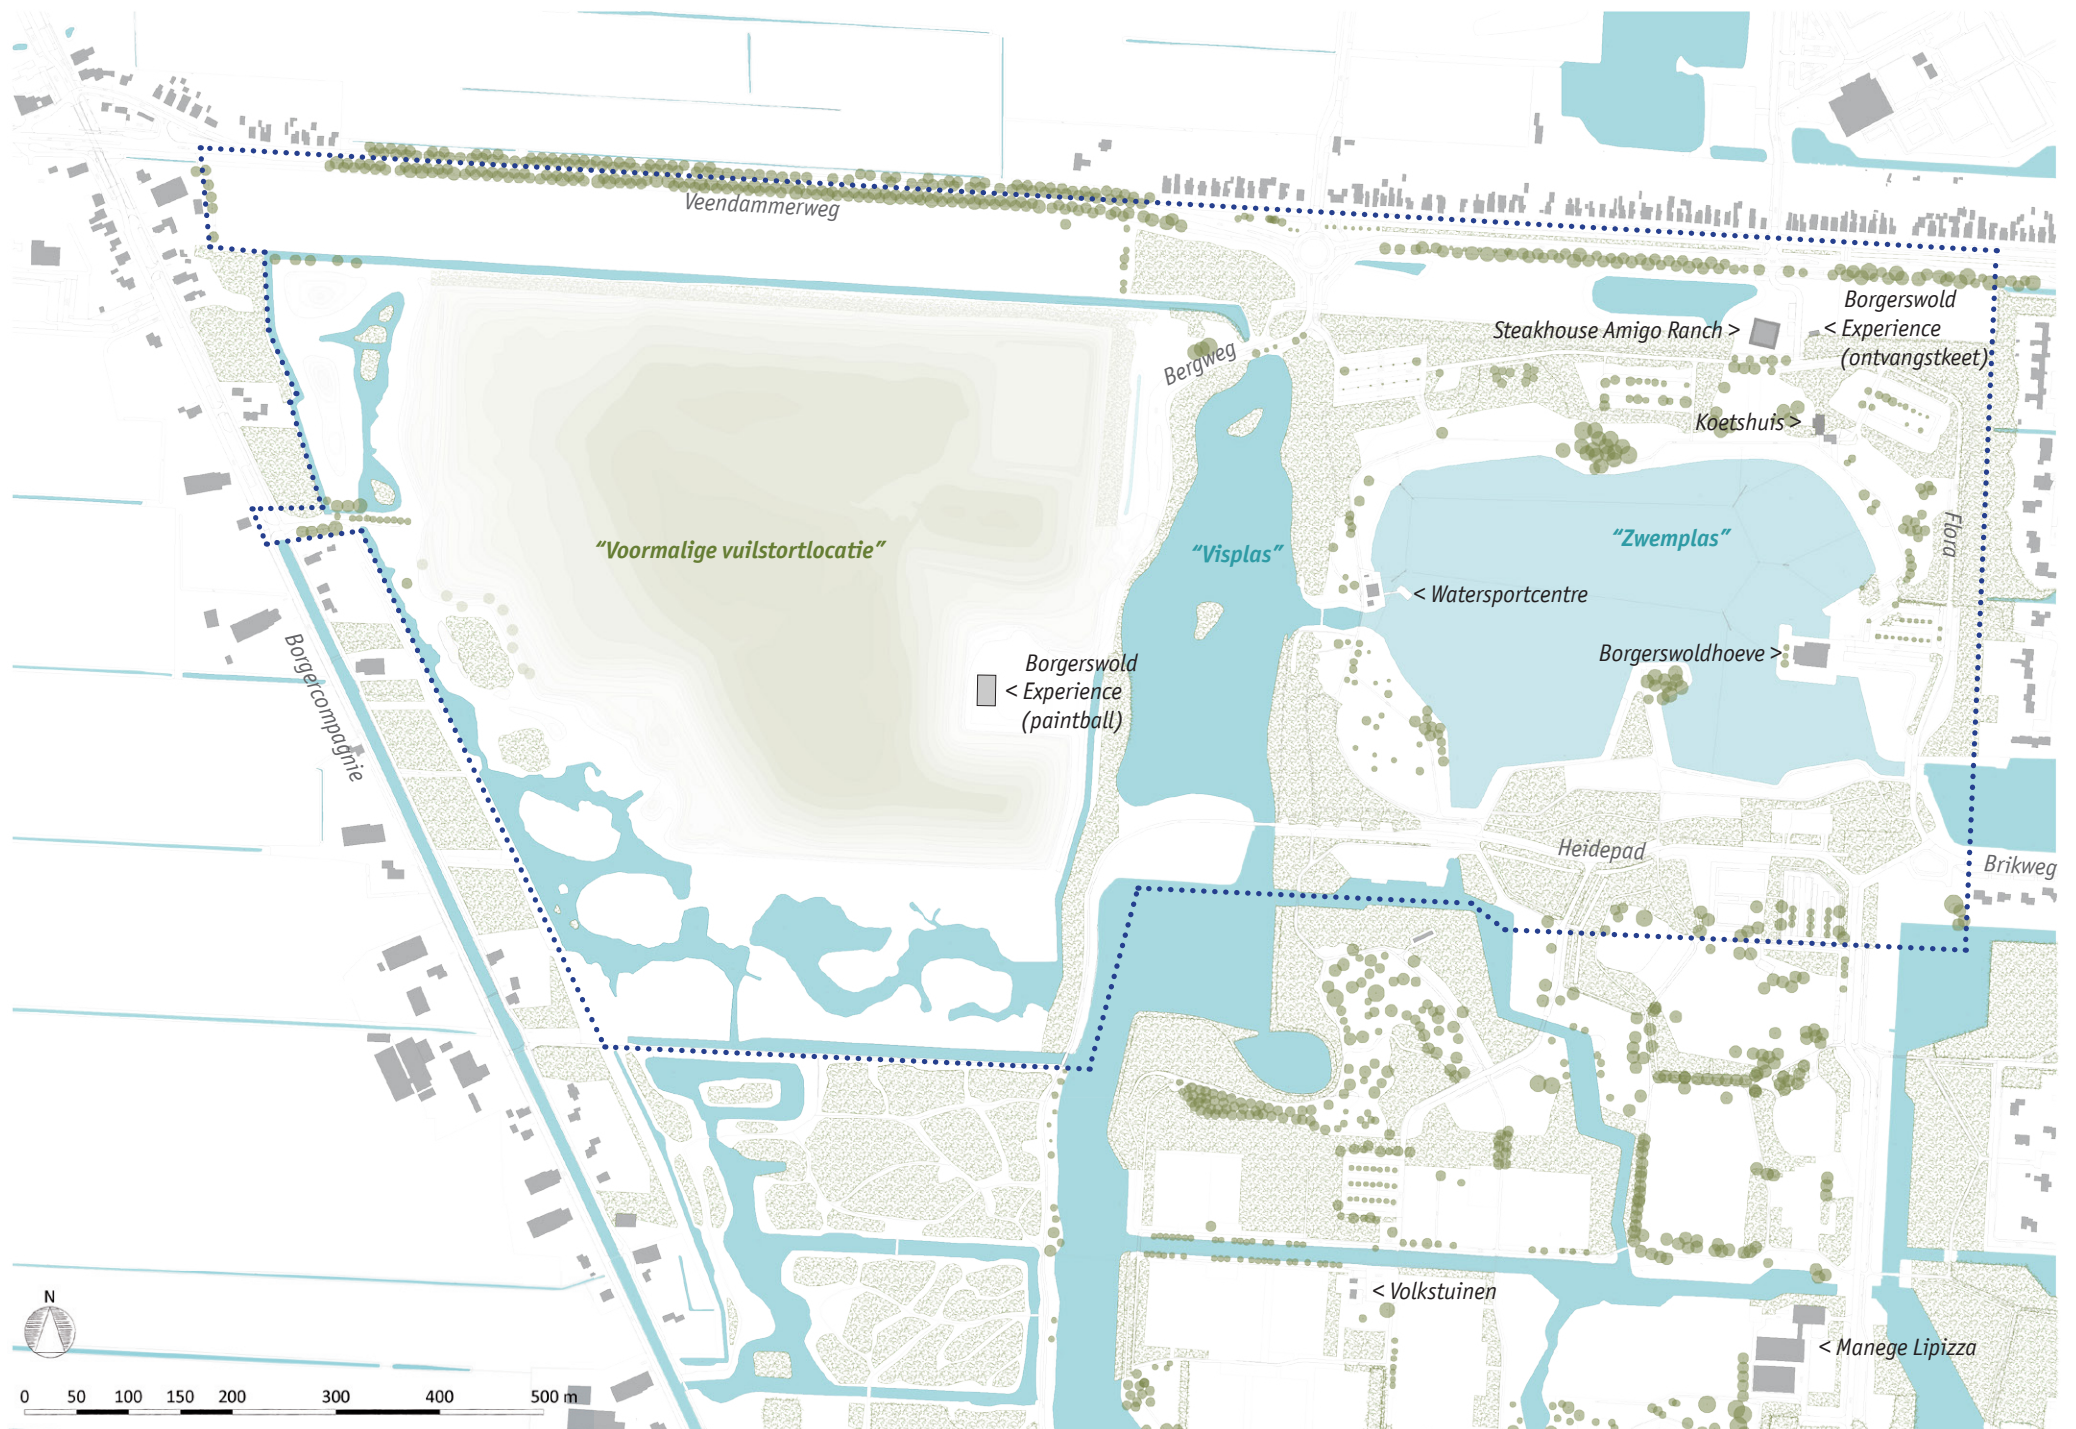 Veendammerweg
Borgerswold
Steakhouse Amigo Ranch >
< Experience
(ontvangstkeet)
Bergweg
Koetshuis >
Flora
"Voormalige vuilstortlocatie"
"Visplas"
"Zwemplas"
< Watersportcentre
Borgercompagnie
Borgerswold
< Experience
(paintball)
Borgerswoldhoeve >
Heidepad
Brikweg
N
< Volkstuinen
< Manege Lipizza
0 50 100 150 200 300 400 500 m